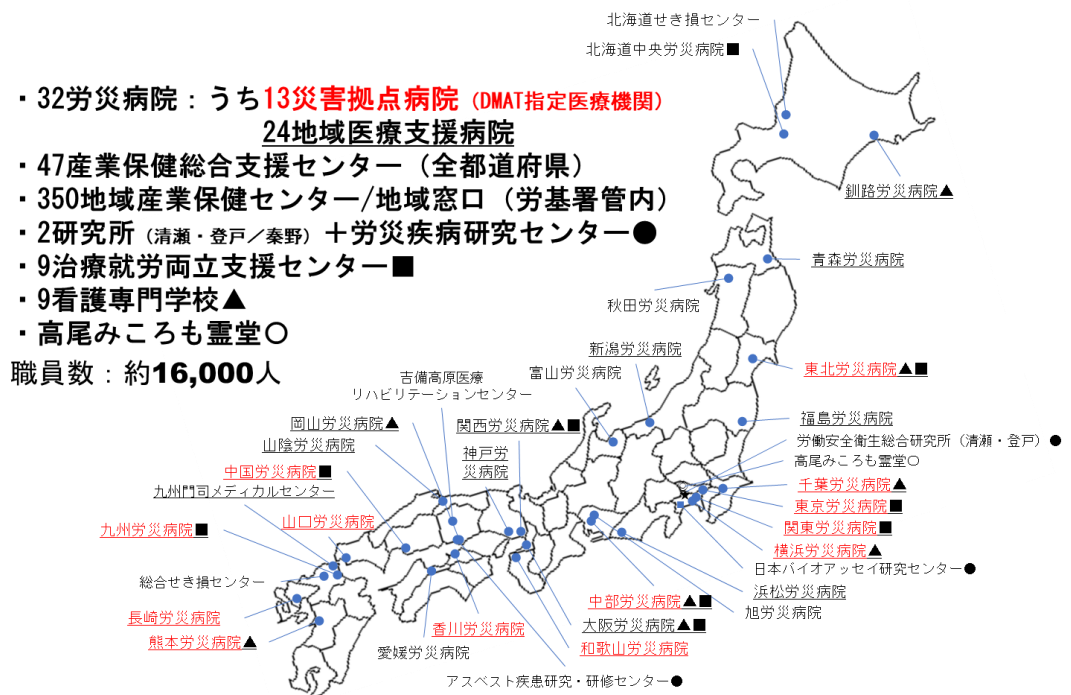 ・32労災病院：うち13災害拠点病院（DMAT指定医療機関）
24地域医療支援病院
・47産業保健総合支援センター（全都道府県）
・350地域産業保健センター/地域窓口（労基署管内）
・2研究所（清瀬・登戸／秦野）＋労災疾病研究センター●
・9治療就労両立支援センター■
・9看護専門学校▲
・高尾みころも霊堂〇
職員数：約16,000人
北海道せき損センター
北海道中央労災病院■
釧路労災病院▲
青森労災病院
秋田労災病院
新潟労災病院
富山労災病院
東北労災病院▲■
吉備高原医療
リハビリテーションセンター
岡山労災病院▲
関西労災病院▲■
山陰労災病院
神戸労
災病院
中国労災病院■
九州門司メディカルセンター
九州労災病院■
山口労災病院
総合せき損センター
長崎労災病院
熊本労災病院▲
福島労災病院
労働安全衛生総合研究所（清瀬・登戸）●
高尾みころも霊堂〇
千葉労災病院▲
東京労災病院■
関東労災病院■
横浜労災病院▲
日本バイオアッセイ研究センター●
浜松労災病院
旭労災病院
中部労災病院▲■
大阪労災病院▲■
和歌山労災病院
香川労災病院
愛媛労災病院
アスベスト疾患研究・研修センター●